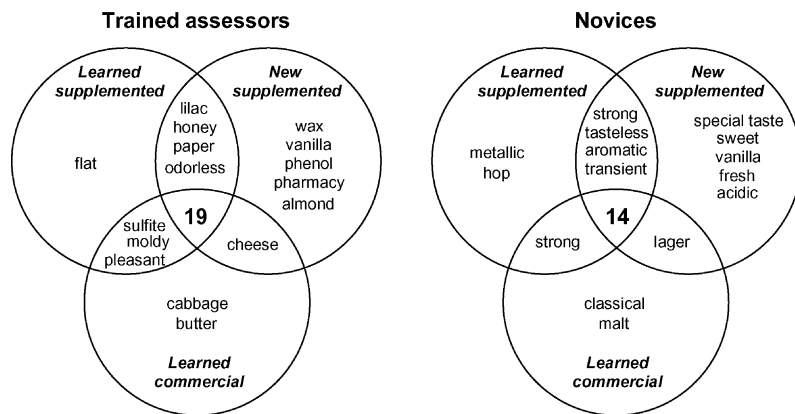 Trained assessors
Learned
supplemented
New
supplemented
lilac
honey
paper
odorless
flat
wax
vanilla
phenol
pharmacy
almond
19
sulfite
moldy
pleasant
cheese
cabbage
butter
Learned
commercial
Novices
Learned
supplemented
New
supplemented
strong
tasteless
aromatic
transient
metallic
hop
special taste
sweet
vanilla
fresh
acidic
14
strong
lager
classical
malt
Learned
commercial